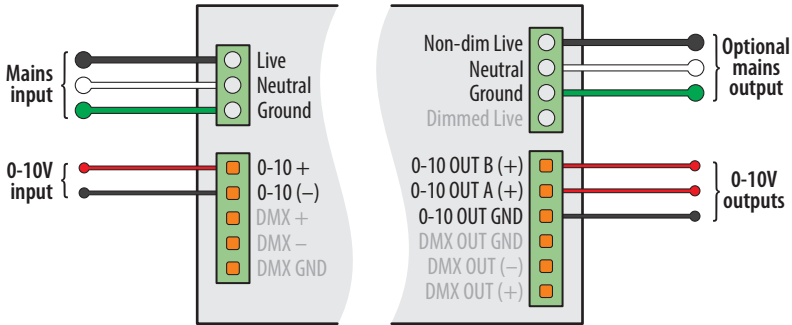 Mains
input
Live
Neutral
Ground
0-10V
input
0-10 +
0-10 (–)
DMX +
DMX –
DMX GND
Non-dim Live
Neutral
Ground
Dimmed Live
Optional
mains
output
0-10 OUT B (+)
0-10 OUT A (+)
0-10 OUT GND
DMX OUT GND
DMX OUT (–)
DMX OUT (+)
0-10V
outputs